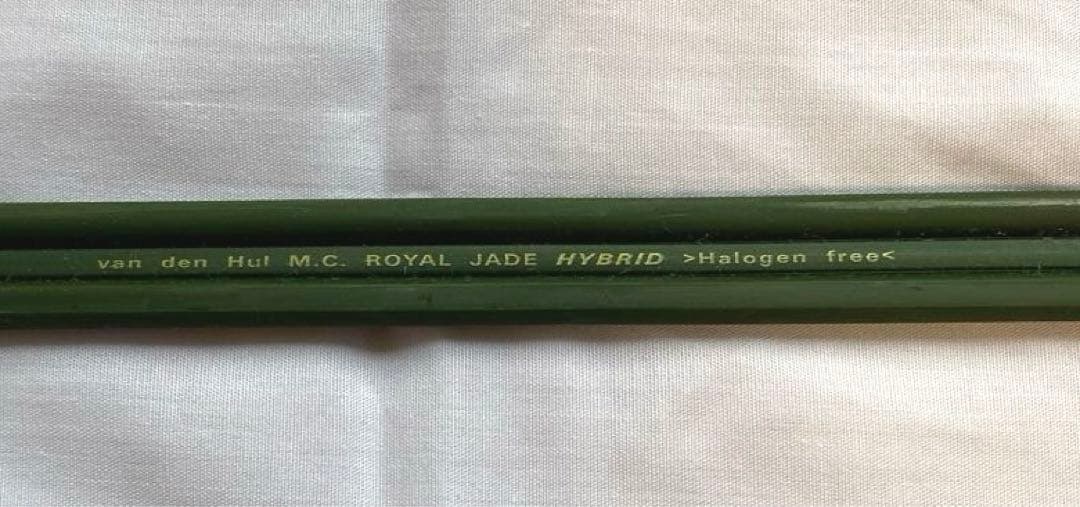 van den Hul M.C. ROYAL JADE HYBRID >Halogen free<